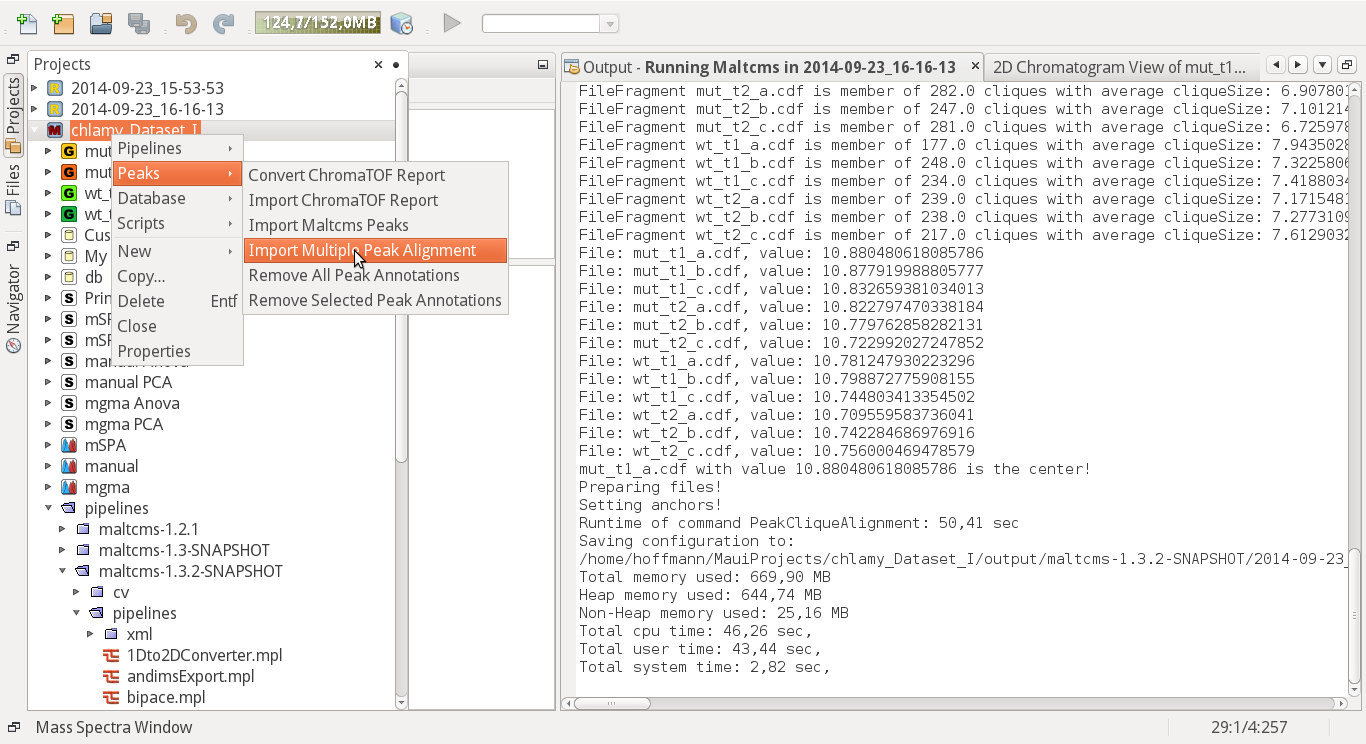 124,7/152,0MB
Projects
Files
Navigator
Projects
2014-09-23_15-53-53
2014-09-23_16-16-13
chlamy_Dataset_I
mut
mut
wt_t
wt_t
Cus
My
db
Prin
mSP
mSP
manual Anova
manual PCA
mgma Anova
mgma PCA
mSPA
manual
mgma
pipelines
maltcms-1.2.1
maltcms-1.3-SNAPSHOT
maltcms-1.3.2-SNAPSHOT
cv
pipelines
xml
1Dto2DConverter.mpl
andimsExport.mpl
bipace.mpl
Pipelines
Peaks
Database
Scripts
New
Copy...
Delete Entf
Close
Properties
Convert ChromaTOF Report
Import ChromaTOF Report
Import Maltcms Peaks
Import Multiple Peak Alignment
Remove All Peak Annotations
Remove Selected Peak Annotations
Output - Running Maltcms in 2014-09-23_16-16-13
2D Chromatogram View of mut_t1...
FileFragment mut_t2_a.cdf is member of 282.0 cliques with average cliqueSize: 6.907801
FileFragment mut_t2_b.cdf is member of 247.0 cliques with average cliqueSize: 7.101214
FileFragment mut_t2_c.cdf is member of 281.0 cliques with average cliqueSize: 6.725978
FileFragment wt_t1_a.cdf is member of 177.0 cliques with average cliqueSize: 7.9435028
FileFragment wt_t1_b.cdf is member of 248.0 cliques with average cliqueSize: 7.3225806
FileFragment wt_t1_c.cdf is member of 234.0 cliques with average cliqueSize: 7.4188034
FileFragment wt_t2_a.cdf is member of 239.0 cliques with average cliqueSize: 7.1715481
FileFragment wt_t2_b.cdf is member of 238.0 cliques with average cliqueSize: 7.2773109
FileFragment wt_t2_c.cdf is member of 217.0 cliques with average cliqueSize: 7.6129032
File: mut_t1_a.cdf, value: 10.880480618085786
File: mut_t1_b.cdf, value: 10.877919988805777
File: mut_t1_c.cdf, value: 10.832659381034013
File: mut_t2_a.cdf, value: 10.822797470338184
File: mut_t2_b.cdf, value: 10.779762858282131
File: mut_t2_c.cdf, value: 10.722992027247852
File: wt_t1_a.cdf, value: 10.781247930223296
File: wt_t1_b.cdf, value: 10.798872775908155
File: wt_t1_c.cdf, value: 10.744803413354502
File: wt_t2_a.cdf, value: 10.709559583736041
File: wt_t2_b.cdf, value: 10.742284686976916
File: wt_t2_c.cdf, value: 10.756000469478579
mut_t1_a.cdf with value 10.880480618085786 is the center!
Preparing files!
Setting anchors!
Runtime of command PeakCliqueAlignment: 50,41 sec
Saving configuration to:
/home/hoffmann/MauiProjects/chlamy_Dataset_I/output/maltcms-1.3.2-SNAPSHOT/2014-09-23_
Total memory used: 669,90 MB
Heap memory used: 644,74 MB
Non-Heap memory used: 25,16 MB
Total cpu time: 46,26 sec,
Total user time: 43,44 sec,
Total system time: 2,82 sec,
Mass Spectra Window
29:1/4:257